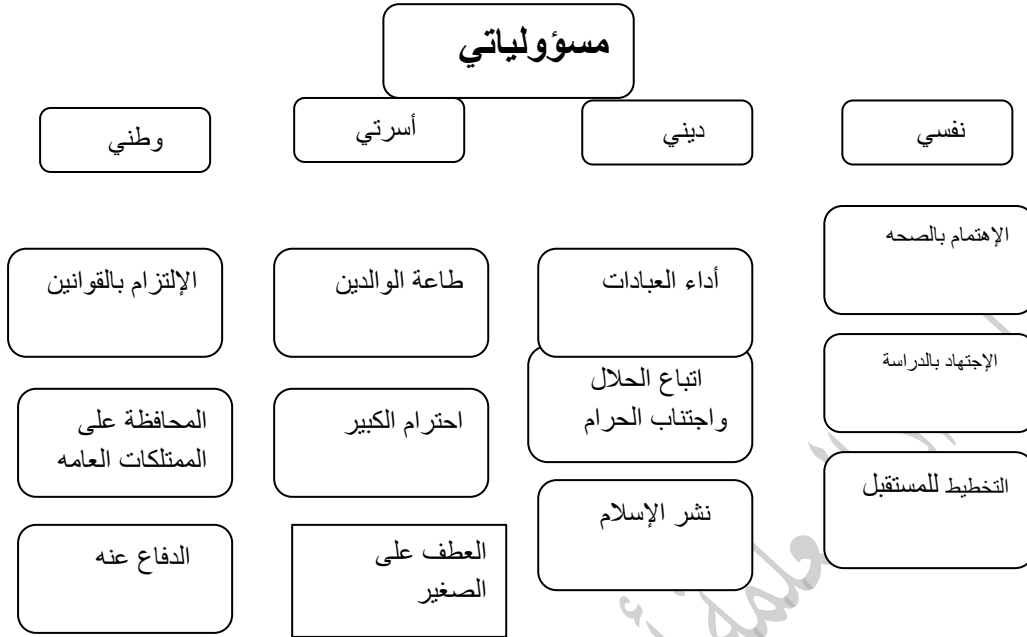 مسؤولياتي
نفسي
ديني
أسرتي
وطني
الإهتمام بالصحه
الإجتهاد بالدراسة
التخطيط للمستقبل
أداء العبادات
اتباع الحلال
واجتناب الحرام
نشر الإسلام
طاعة الوالدين
احترام الكبير
العطف على
الصغير
الإلتزام بالقوانين
المحافظة على
الممتلكات العامه
الدفاع عنه